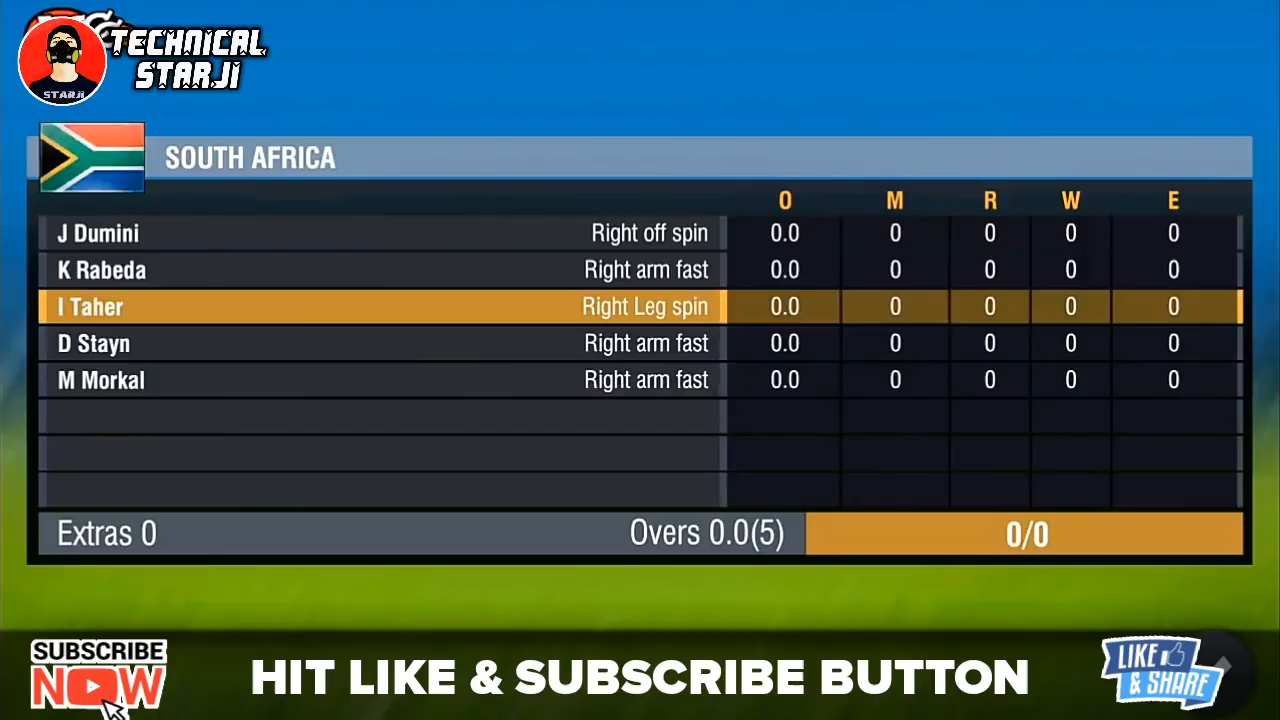 TECHNICAL
STARJI
STARJI
SOUTH AFRICA
O M R W E
J Dumini Right off spin 0.0 0 0 0 0
K Rabeda Right arm fast 0.0 0 0 0 0
I Taher Right Leg spin 0.0 0 0 0 0
D Stayn Right arm fast 0.0 0 0 0 0
M Morkal Right arm fast 0.0 0 0 0 0
Extras 0 Overs 0.0(5) 0/0
SUBSCRIBE
NOW
HIT LIKE & SUBSCRIBE BUTTON
LIKE
& SHARE